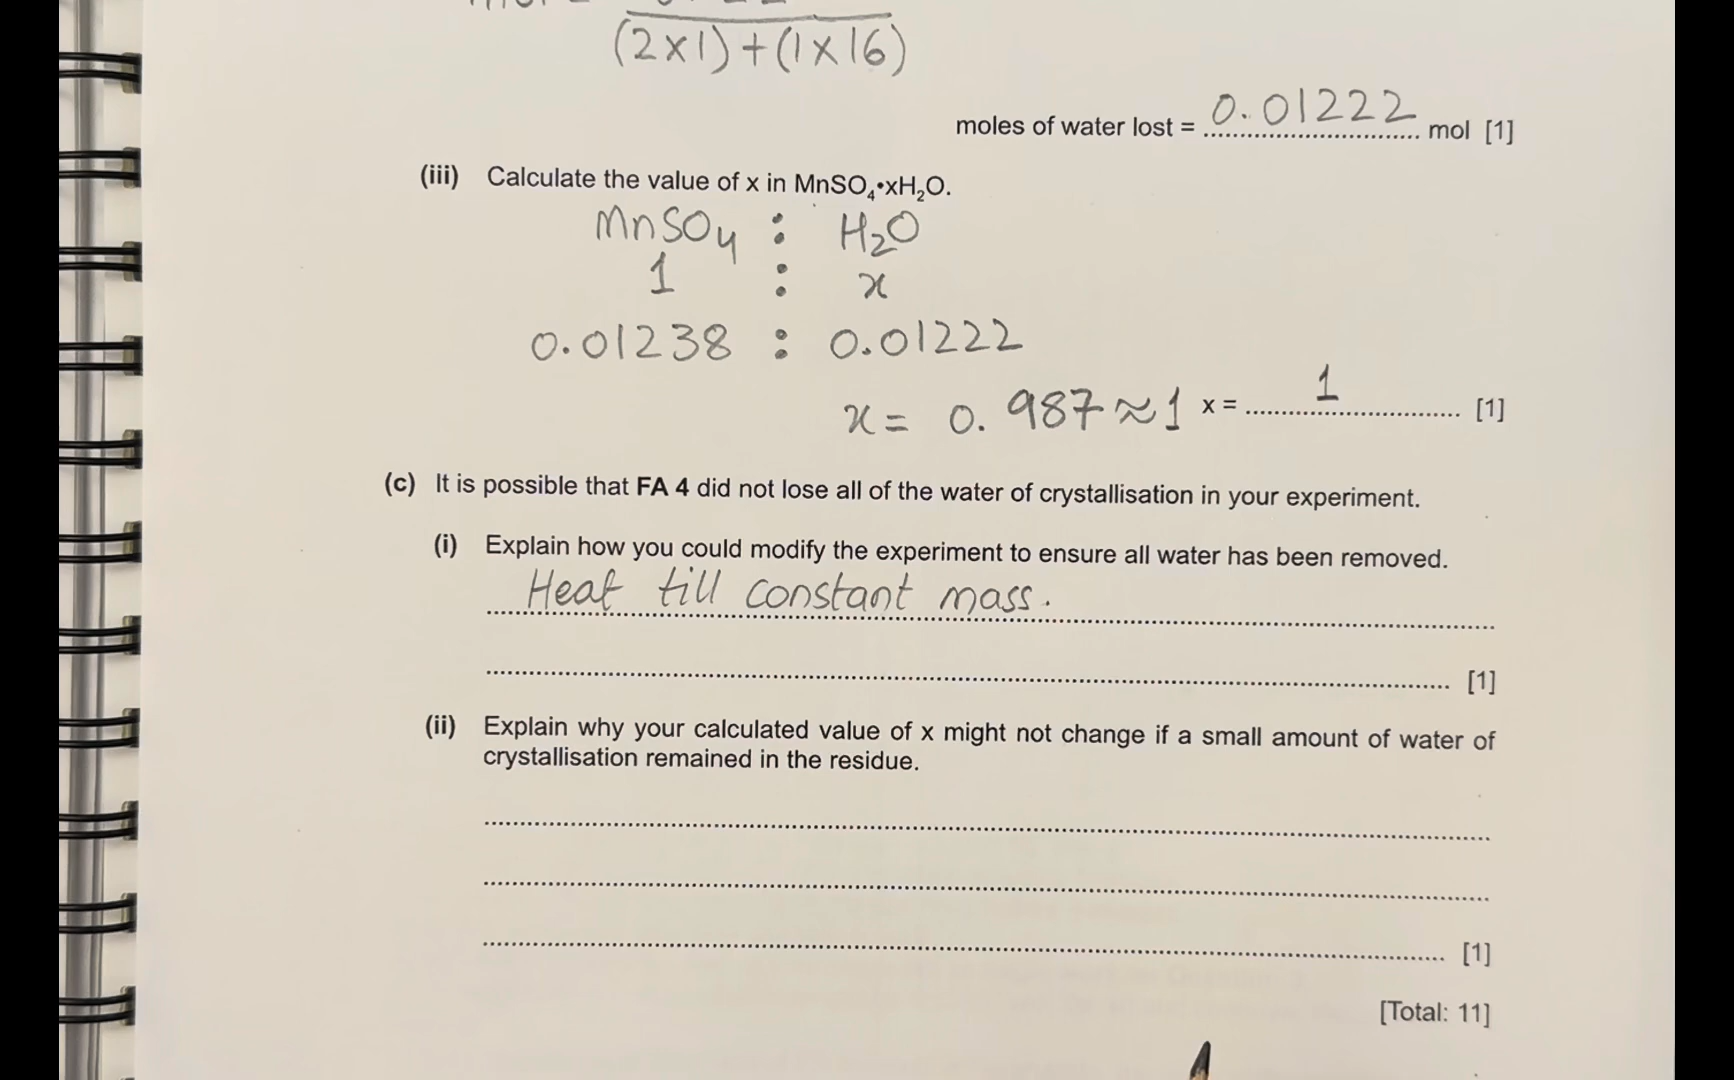 (2×1)+(1×16)
moles of water lost = 0.01222 mol [1]
(iii) Calculate the value of x in MnSO₄•xH₂O.
MnSO₄ : H₂O
1 : x
0.01238 : 0.01222
x = 0.987≈1 x = 1 [1]
(c) It is possible that FA 4 did not lose all of the water of crystallisation in your experiment.
(i) Explain how you could modify the experiment to ensure all water has been removed.
Heat till constant mass.
[1]
(ii) Explain why your calculated value of x might not change if a small amount of water of
crystallisation remained in the residue.
[1]
[Total: 11]